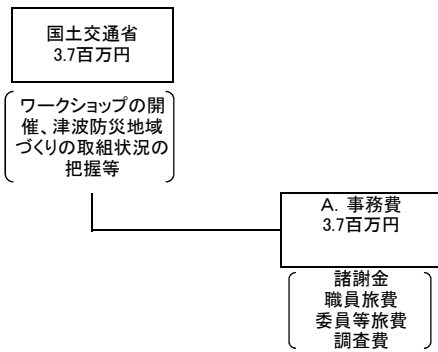 国土交通省
3.7百万円
ワークショップの開
催、津波防災地域
づくりの取組状況の
把握等
A. 事務費
3.7百万円
諸謝金
職員旅費
委員等旅費
調査費